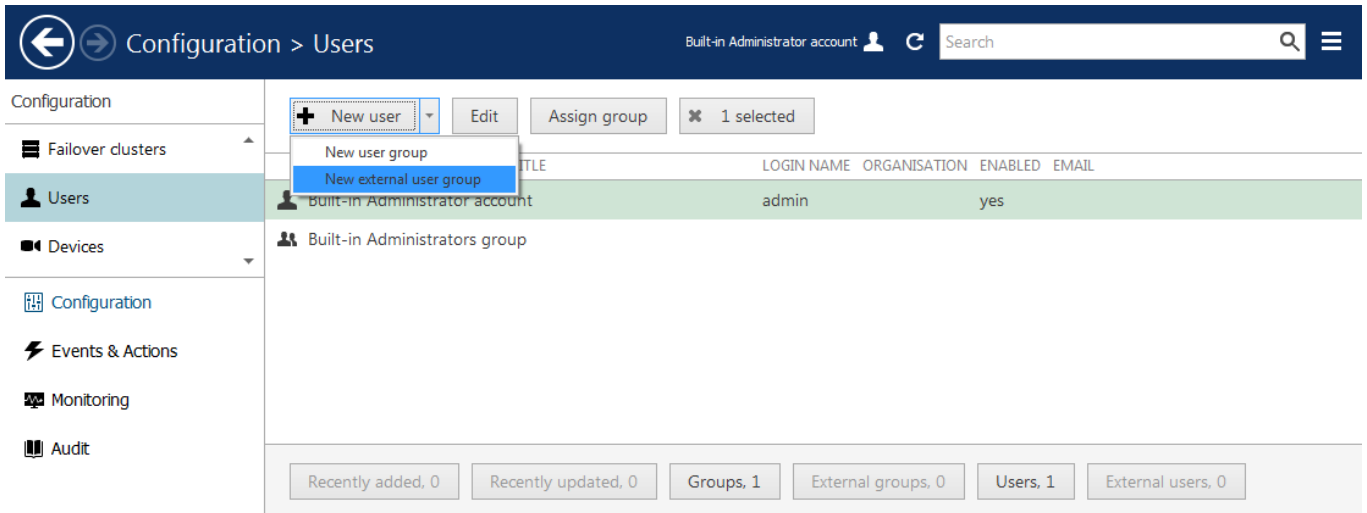 Configuration > Users
Built-in Administrator account
Search
Configuration
Failover clusters
Users
Devices
Configuration
Events & Actions
Monitoring
Audit
New user
Edit
Assign group
1 selected
New user group
New external user group
LOGIN NAME ORGANISATION ENABLED EMAIL
Built-in Administrator account admin yes
Built-in Administrators group
Recently added, 0
Recently updated, 0
Groups, 1
External groups, 0
Users, 1
External users, 0